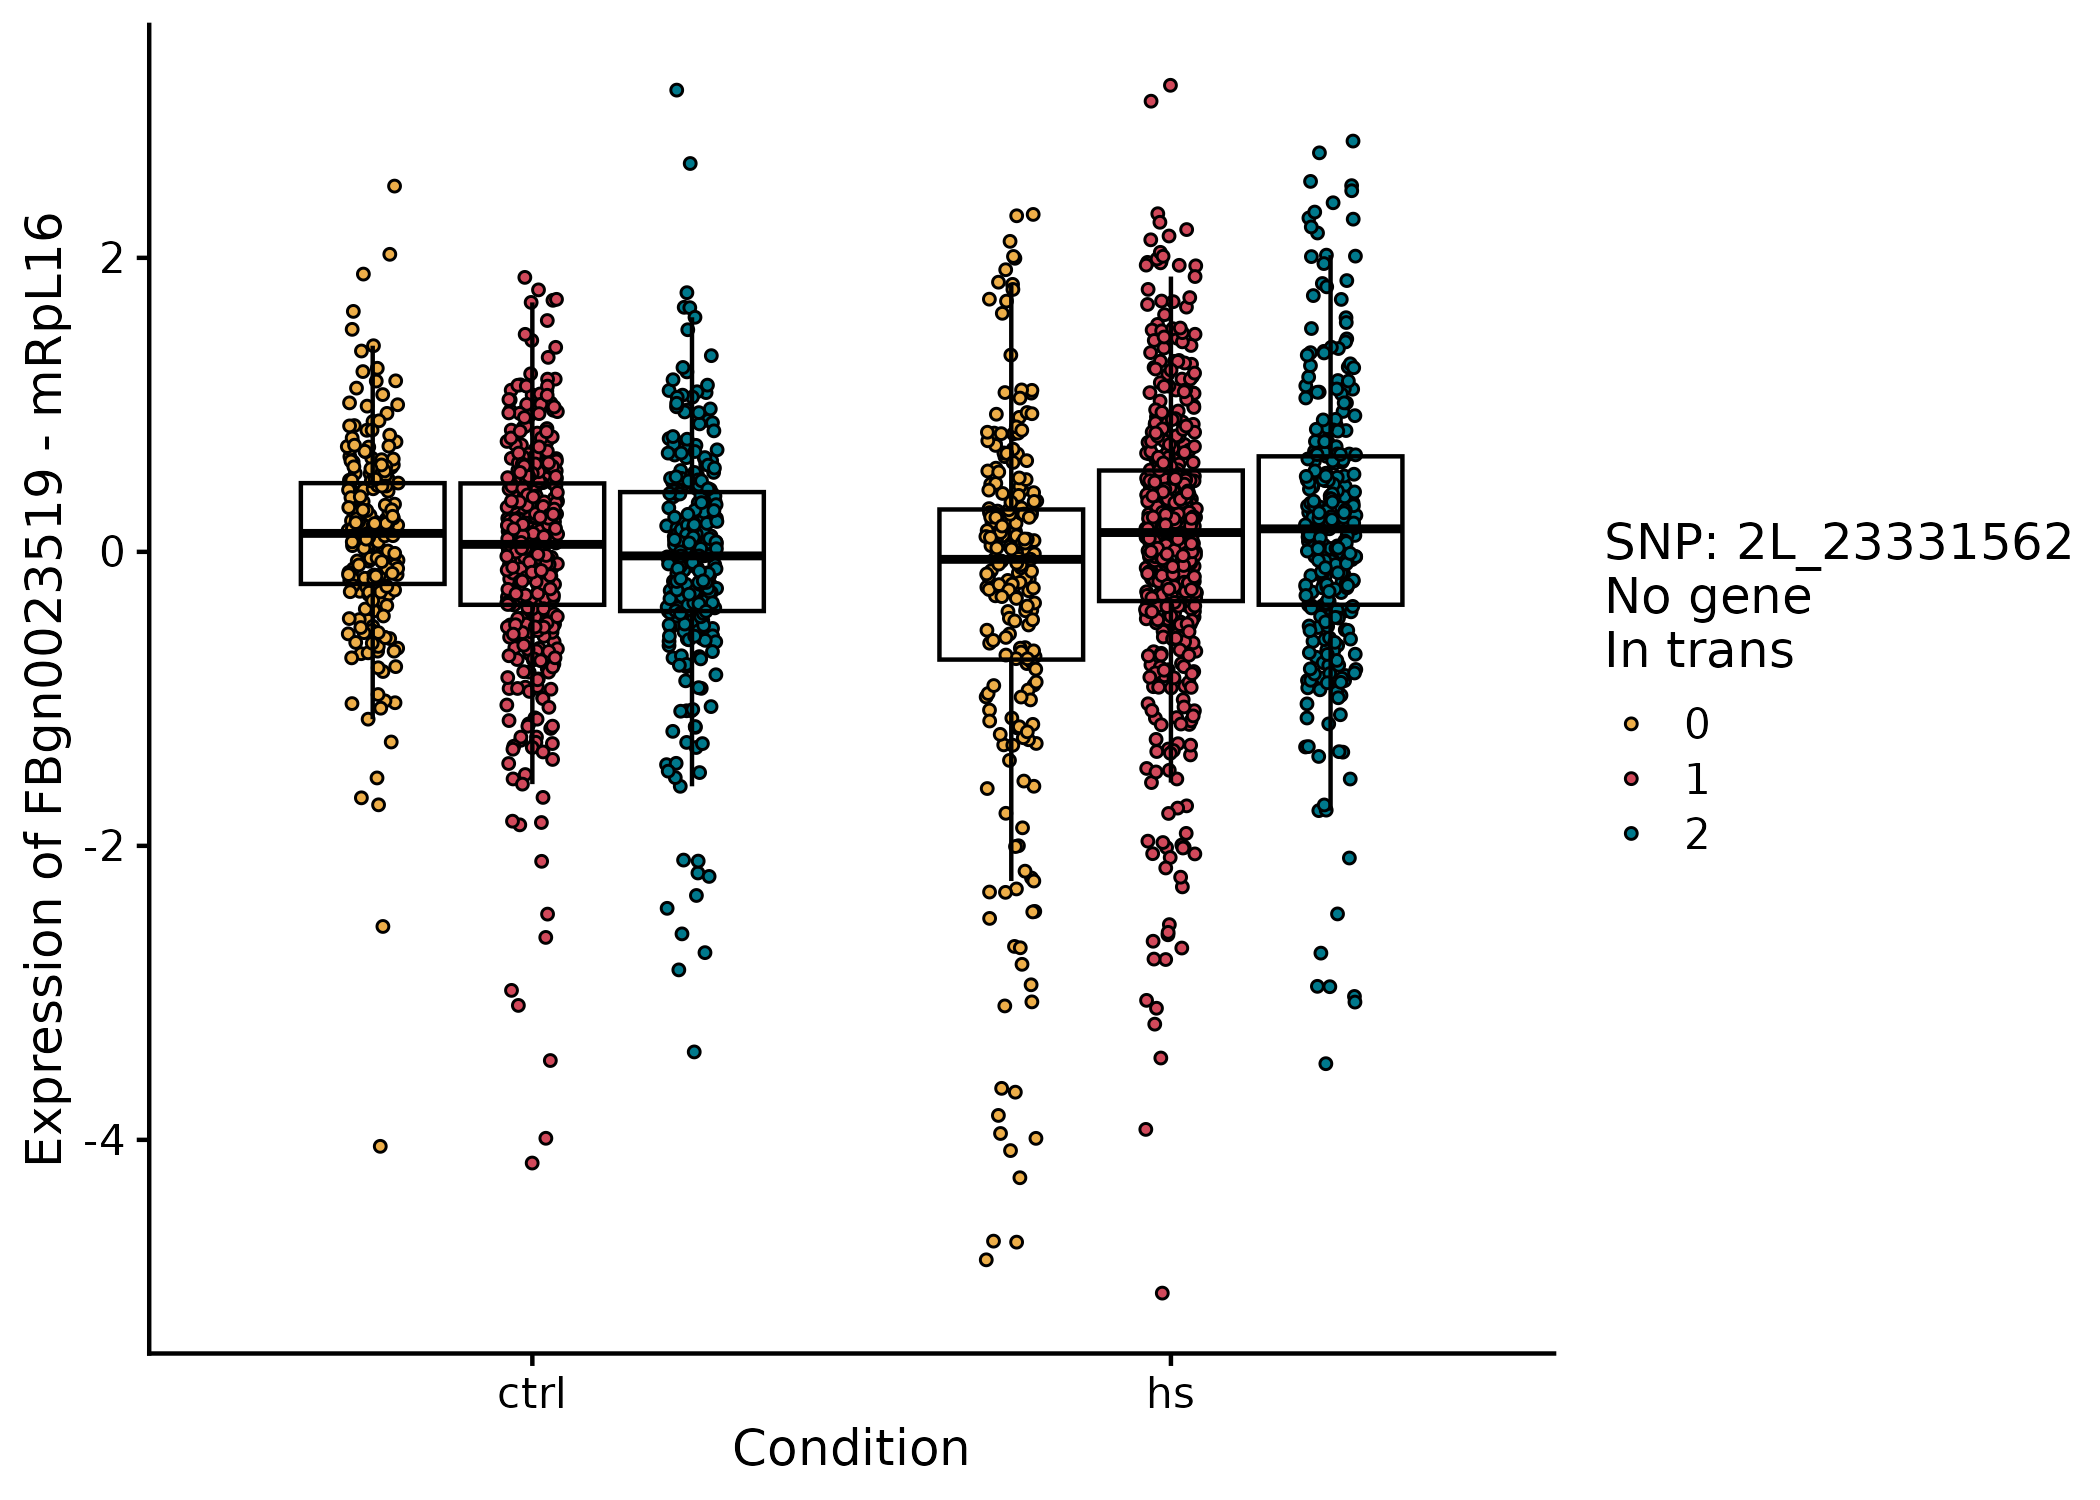 Expression of FBgn0023519 - mRpL16
2
0
-2
-4
ctrl
hs
Condition
SNP: 2L_23331562
No gene
In trans
0
1
2